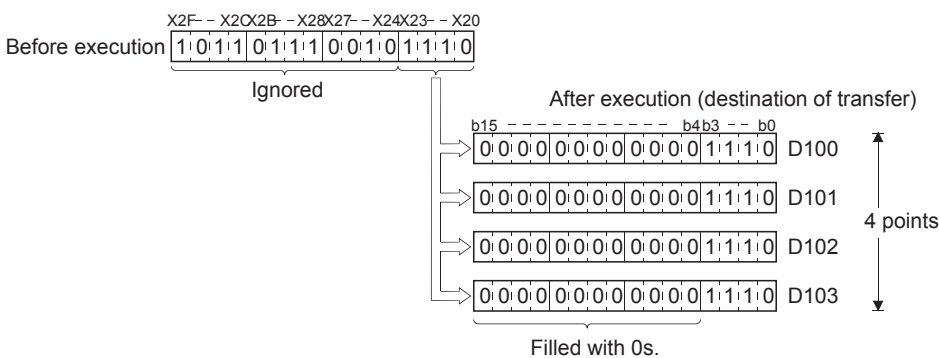 X2F- - X2C X2B- - X28 X27- - X24 X23- - X20
Before execution 1 0 1 1 0 1 1 1 0 0 1 0 1 1 1 0
Ignored
After execution (destination of transfer)
b15 - - - - - - - - - - - - - - b4 b3 - - b0
0 0 0 0 0 0 0 0 0 0 0 0 1 1 1 0 D100
0 0 0 0 0 0 0 0 0 0 0 0 1 1 1 0 D101
4 points
0 0 0 0 0 0 0 0 0 0 0 0 1 1 1 0 D102
0 0 0 0 0 0 0 0 0 0 0 0 1 1 1 0 D103
Filled with 0s.